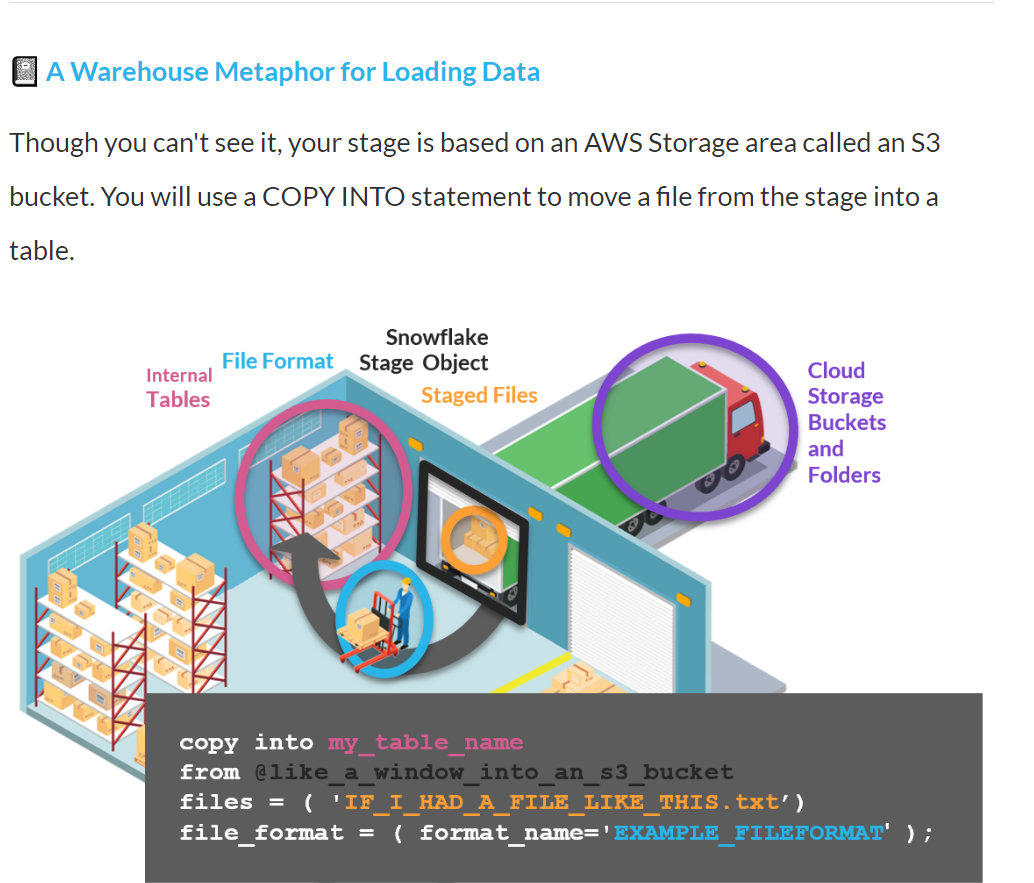 A Warehouse Metaphor for Loading Data
Though you can't see it, your stage is based on an AWS Storage area called an S3
bucket. You will use a COPY INTO statement to move a file from the stage into a
table.
Internal
Tables
File Format
Snowflake
Stage Object
Staged Files
Cloud
Storage
Buckets
and
Folders
copy into my_table_name
from @like_a_window_into_an_s3_bucket
files = ( 'IF_I_HAD_A_FILE_LIKE_THIS.txt’)
file_format = ( format_name='EXAMPLE_FILEFORMAT' );